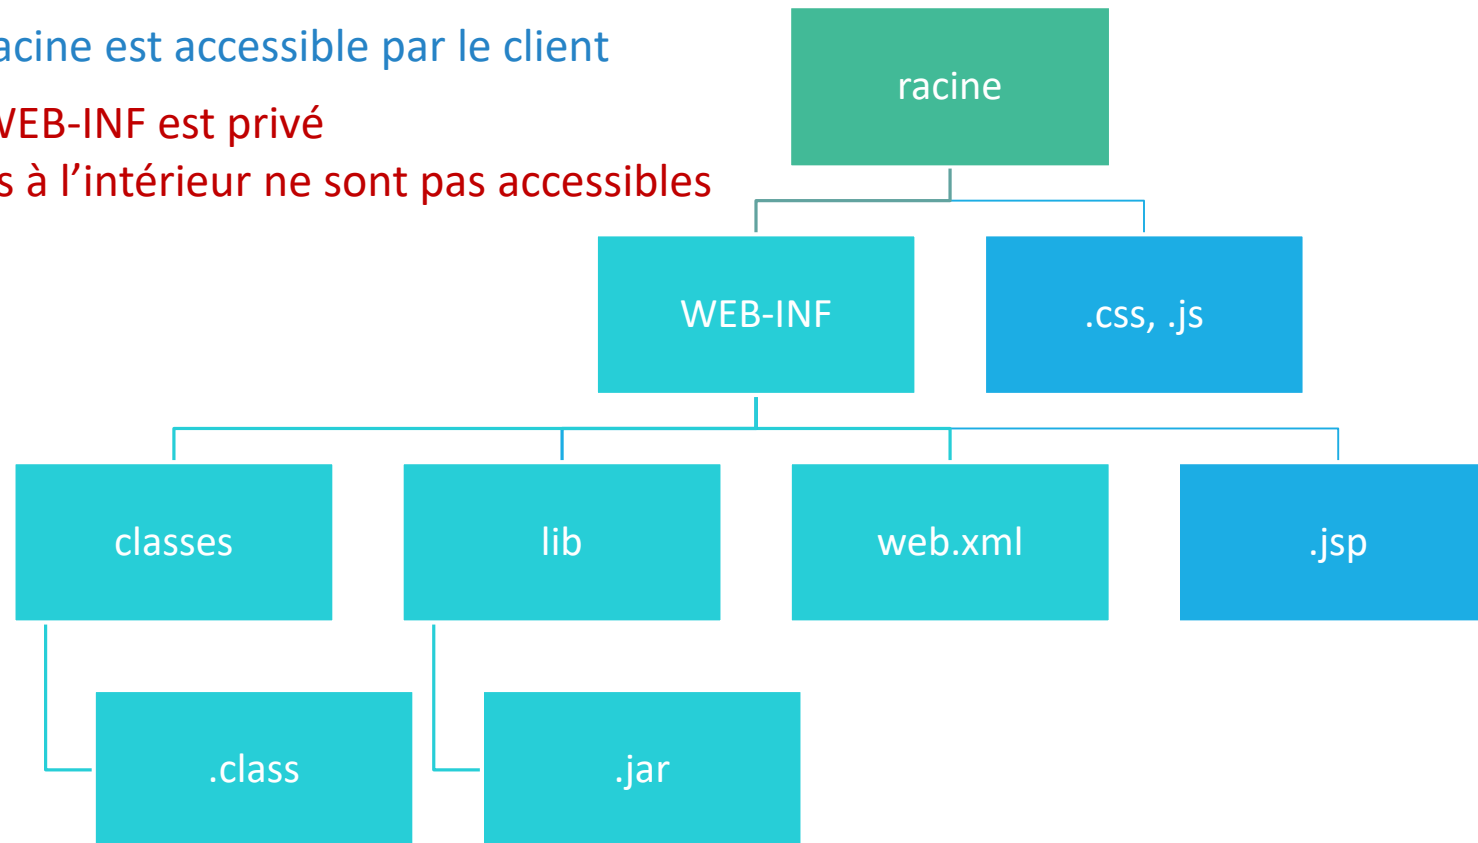 acine est accessible par le client
WEB-INF est privé
s à l’intérieur ne sont pas accessibles
racine
WEB-INF
.css, .js
classes
lib
web.xml
.jsp
.class
.jar